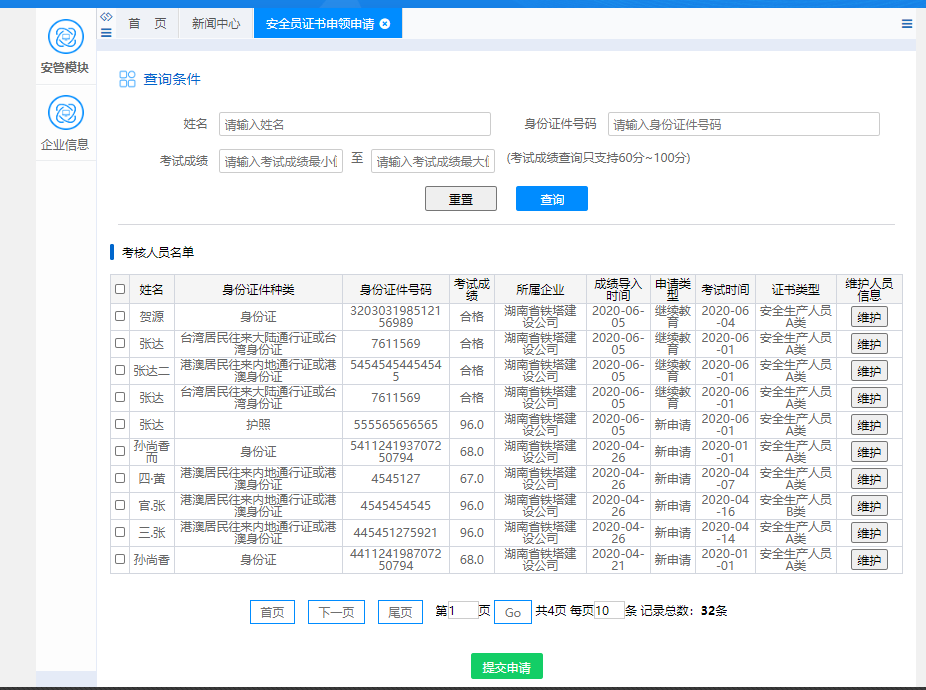 首 页 新闻中心 安全员证书申领申请
安管模块
企业信息
查询条件
姓名 请输入姓名 身份证件号码 请输入身份证件号码
考试成绩 请输入考试成绩最小 至 请输入考试成绩最大 (考试成绩查询只支持60分~100分)
重置 查询
考核人员名单
姓名 身份证件种类 身份证件号码 考试成绩 所属企业 成绩导入时间 申请类型 考试时间 证书类型 维护人员信息
贺源 身份证 320303198512156989 合格 湖南省铁塔建设公司 2020-06-05 继续教育 2020-06-04 安全生产人员A类 维护
张达 台湾居民往来大陆通行证或台湾身份证 7611569 合格 湖南省铁塔建设公司 2020-06-05 继续教育 2020-06-01 安全生产人员A类 维护
张达二 港澳居民往来内地通行证或港澳身份证 54545454454545 合格 湖南省铁塔建设公司 2020-06-05 继续教育 2020-06-01 安全生产人员A类 维护
张达 台湾居民往来大陆通行证或台湾身份证 7611569 合格 湖南省铁塔建设公司 2020-06-05 继续教育 2020-06-01 安全生产人员A类 维护
张达 护照 555565656565 96.0 湖南省铁塔建设公司 2020-06-05 新申请 2020-06-01 安全生产人员A类 维护
孙尚香而 身份证 541124193707250794 68.0 湖南省铁塔建设公司 2020-04-26 新申请 2020-01-01 安全生产人员A类 维护
四·黄 港澳居民往来内地通行证或港澳身份证 4545127 67.0 湖南省铁塔建设公司 2020-04-26 新申请 2020-04-07 安全生产人员A类 维护
官.张 港澳居民往来内地通行证或港澳身份证 4545454545 96.0 湖南省铁塔建设公司 2020-04-26 新申请 2020-04-16 安全生产人员B类 维护
三.张 港澳居民往来内地通行证或港澳身份证 445451275921 96.0 湖南省铁塔建设公司 2020-04-26 新申请 2020-04-14 安全生产人员A类 维护
孙尚香 身份证 441124198707250794 68.0 湖南省铁塔建设公司 2020-04-21 新申请 2020-01-01 安全生产人员A类 维护
首页 下一页 尾页 第1页 Go 共4页 每页10条 记录总数：32条
提交申请